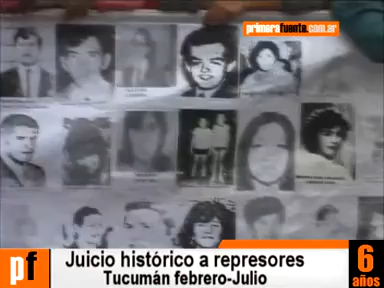 primerafuente.com.ar
Juicio histórico a represores
Tucumán febrero-Julio
pf
6
años